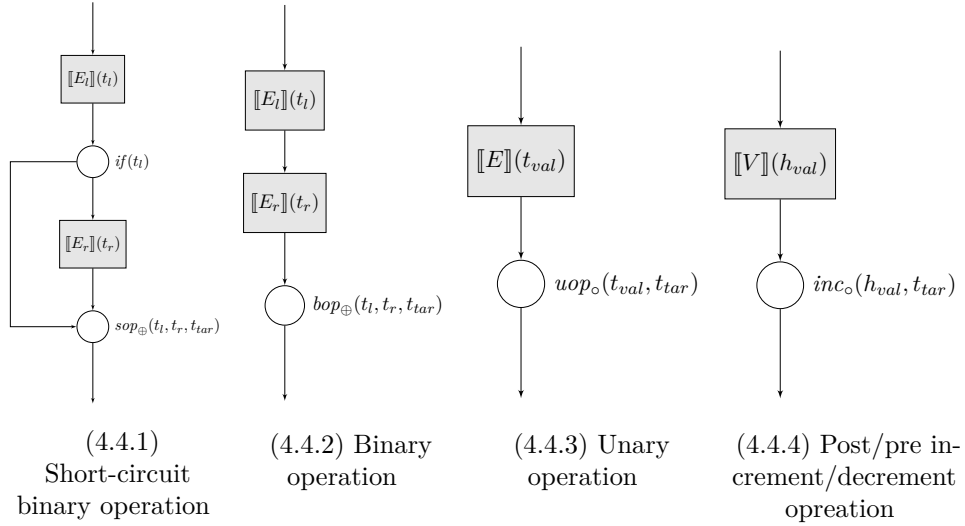 ⟦E_l⟧(t_l)
if(t_l)
⟦E_r⟧(t_r)
sop_⊕(t_l, t_r, t_tar)
(4.4.1)
Short-circuit
binary operation
⟦E_l⟧(t_l)
⟦E_r⟧(t_r)
bop_⊕(t_l, t_r, t_tar)
(4.4.2) Binary
operation
⟦E⟧(t_val)
uop_∘(t_val, t_tar)
(4.4.3) Unary
operation
⟦V⟧(h_val)
inc_∘(h_val, t_tar)
(4.4.4) Post/pre in-
crement/decrement
opreation